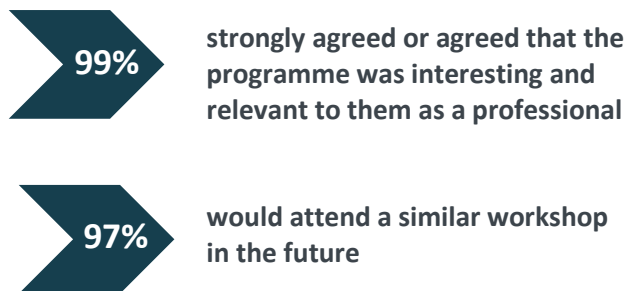 99%
strongly agreed or agreed that the
programme was interesting and
relevant to them as a professional
97%
would attend a similar workshop
in the future